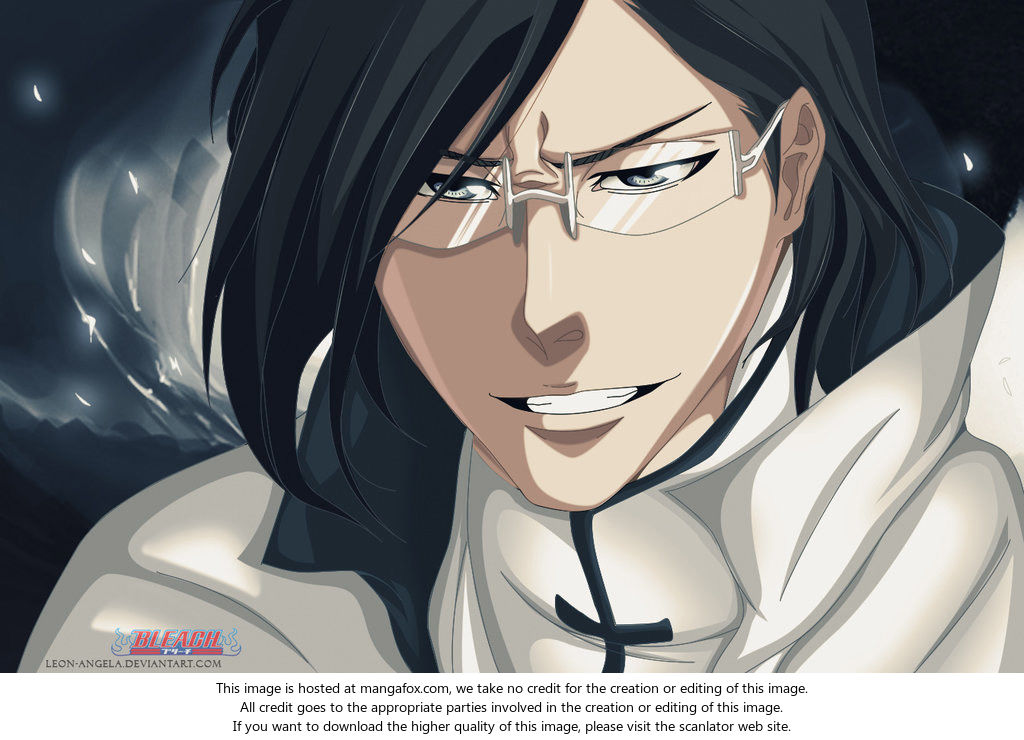 BLEACH
ブリーチ
LEON-ANGELA.DEVIANTART.COM
This image is hosted at mangafox.com, we take no credit for the creation or editing of this image.
All credit goes to the appropriate parties involved in the creation or editing of this image.
If you want to download the higher quality of this image, please visit the scanlator web site.